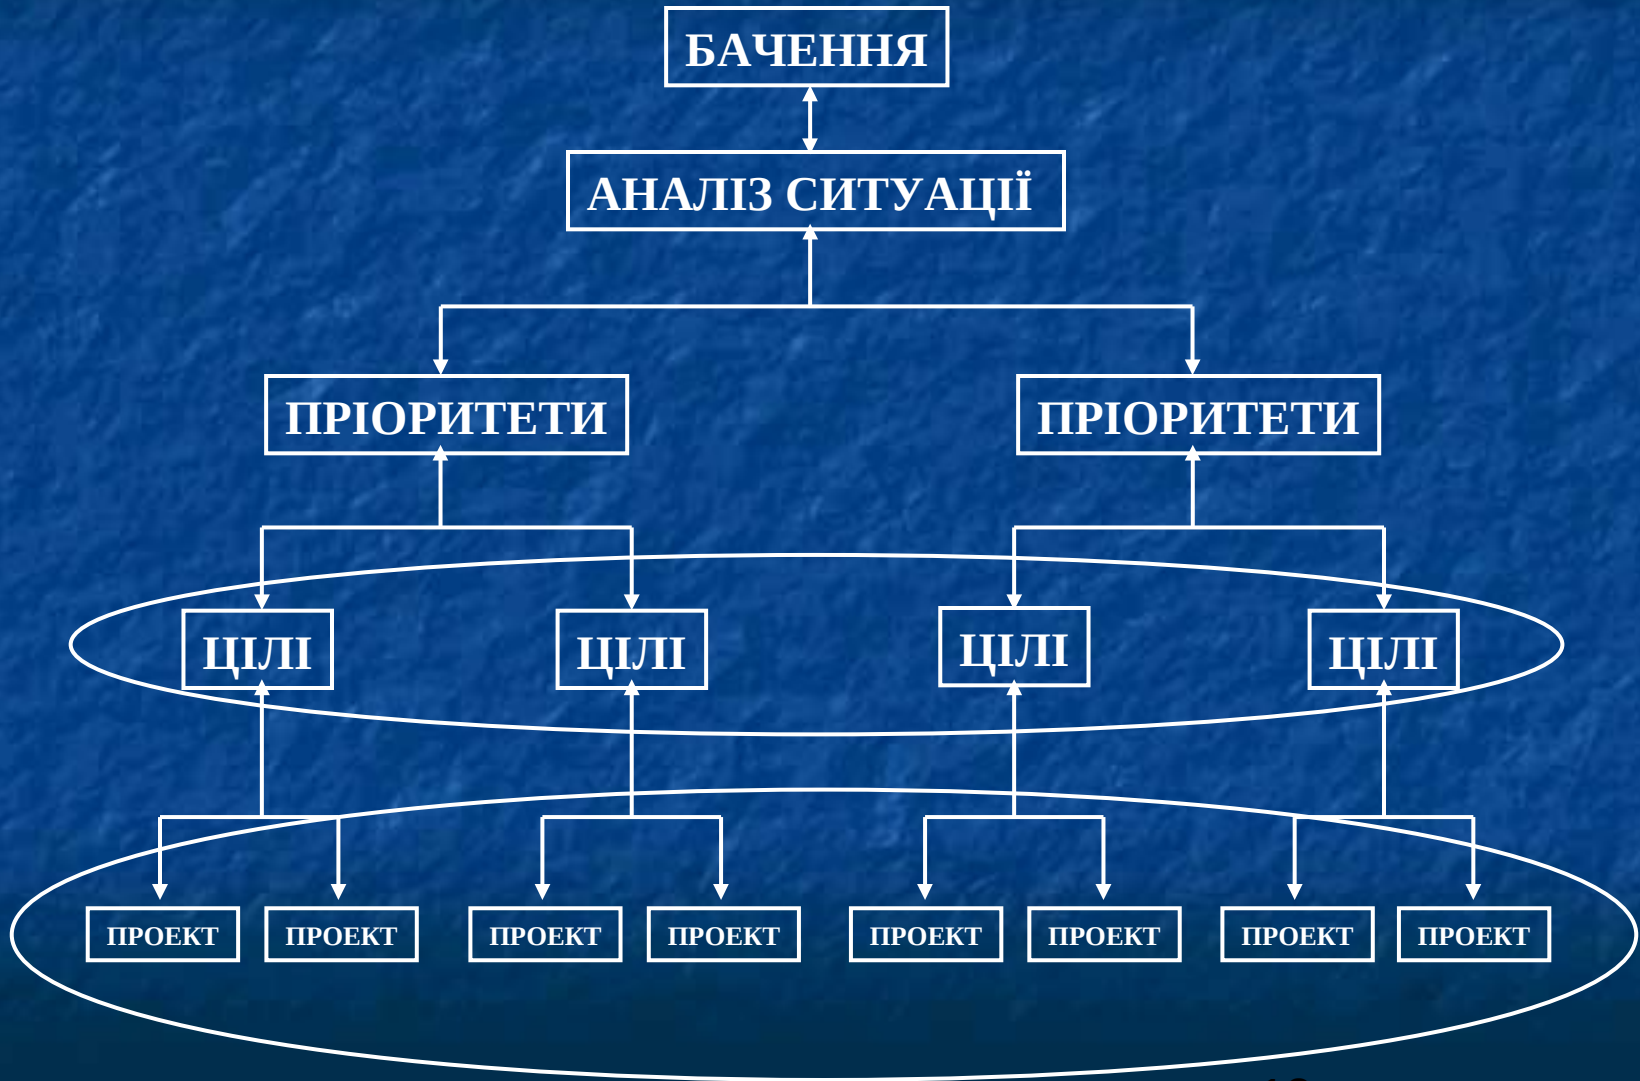 БАЧЕННЯ
АНАЛІЗ СИТУАЦІЇ
ПРІОРИТЕТИ
ПРІОРИТЕТИ
ЦІЛІ
ЦІЛІ
ЦІЛІ
ЦІЛІ
ПРОЕКТ
ПРОЕКТ
ПРОЕКТ
ПРОЕКТ
ПРОЕКТ
ПРОЕКТ
ПРОЕКТ
ПРОЕКТ